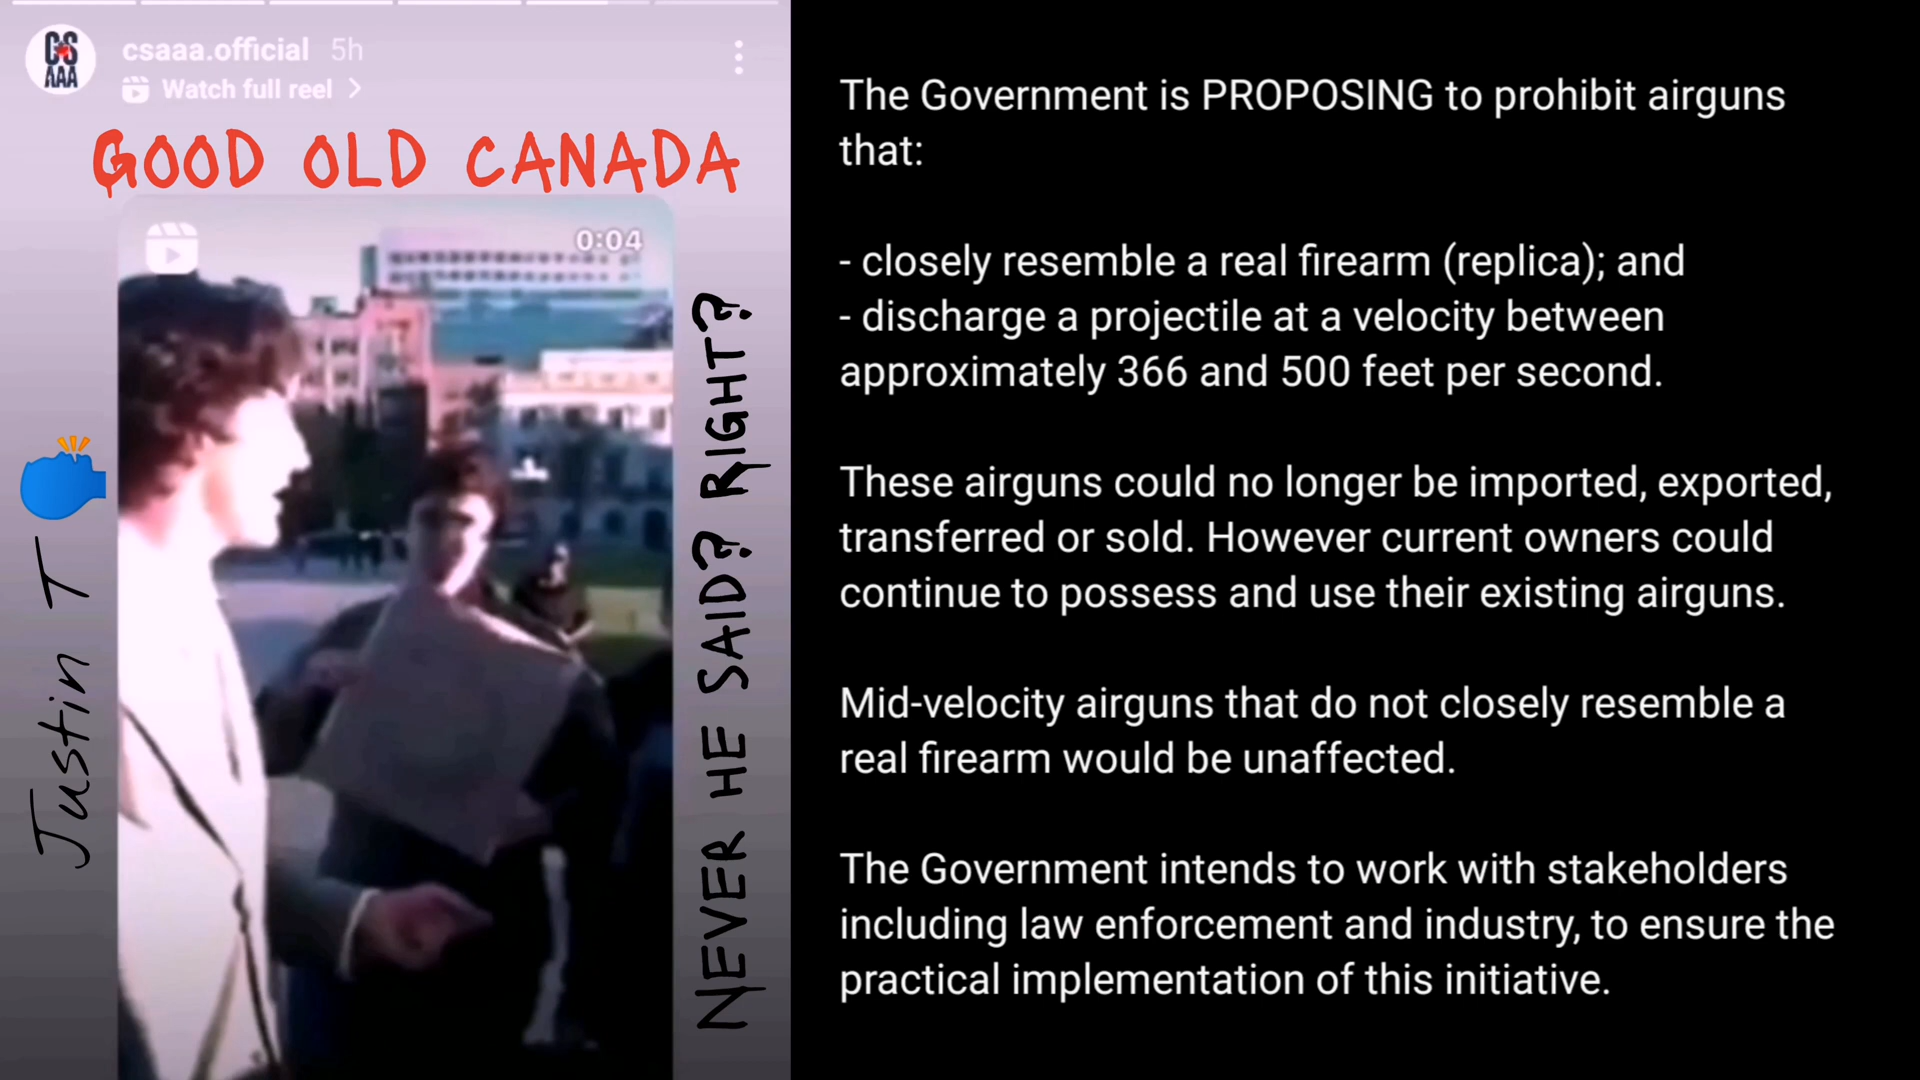 CS
AAA
csaaa.official 5h
Watch full reel >
GOOD OLD CANADA
0:04
Justin T
NEVER HE SAID? RIGHT?
The Government is PROPOSING to prohibit airguns
that:
- closely resemble a real firearm (replica); and
- discharge a projectile at a velocity between
approximately 366 and 500 feet per second.
These airguns could no longer be imported, exported,
transferred or sold. However current owners could
continue to possess and use their existing airguns.
Mid-velocity airguns that do not closely resemble a
real firearm would be unaffected.
The Government intends to work with stakeholders
including law enforcement and industry, to ensure the
practical implementation of this initiative.